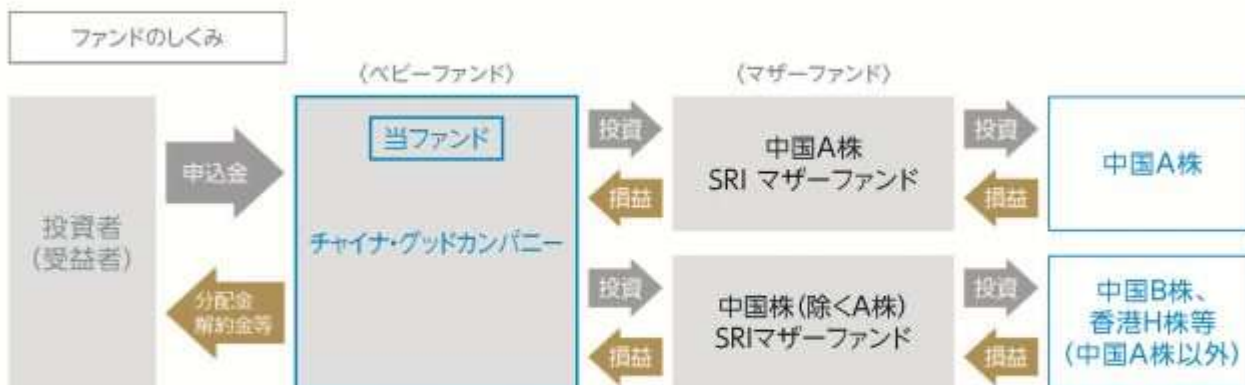 ファンドのしくみ
〈ベビーファンド〉
〈マザーファンド〉
投資者
(受益者)
申込金
分配金
解約金等
当ファンド
チャイナ・グッドカンパニー
投資
損益
中国A株
SRI マザーファンド
投資
損益
中国A株
投資
損益
中国株(除くA株)
SRIマザーファンド
投資
損益
中国B株、
香港H株等
(中国A株以外)